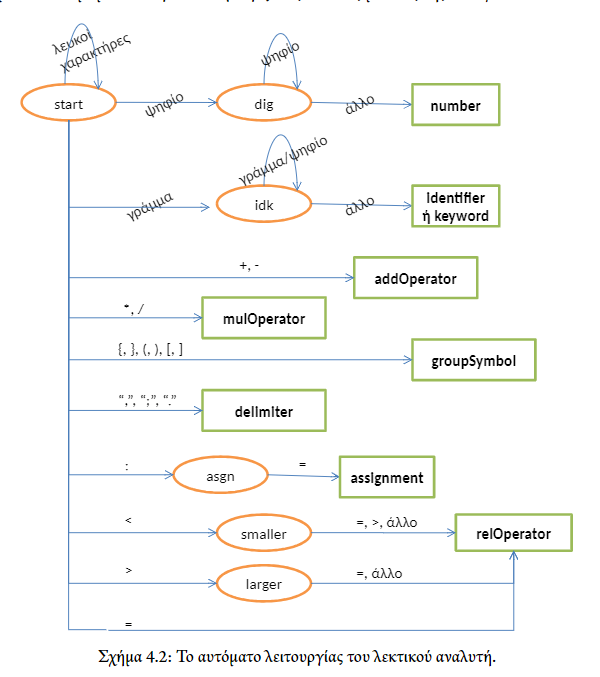 λευκοί
χαρακτήρες
ψηφίο
start
ψηφίο
dig
άλλο
number
γράμμα/ψηφίο
γράμμα
idk
άλλο
Identifier
ή keyword
+, -
addOperator
*, /
mulOperator
{, }, (, ), [, ]
groupSymbol
“,”, “;”, “.”
delimiter
:
asgn
=
assignment
<
smaller
=, >, άλλο
relOperator
>
larger
=, άλλο
=
Σχήμα 4.2: Το αυτόματο λειτουργίας του λεκτικού αναλυτή.